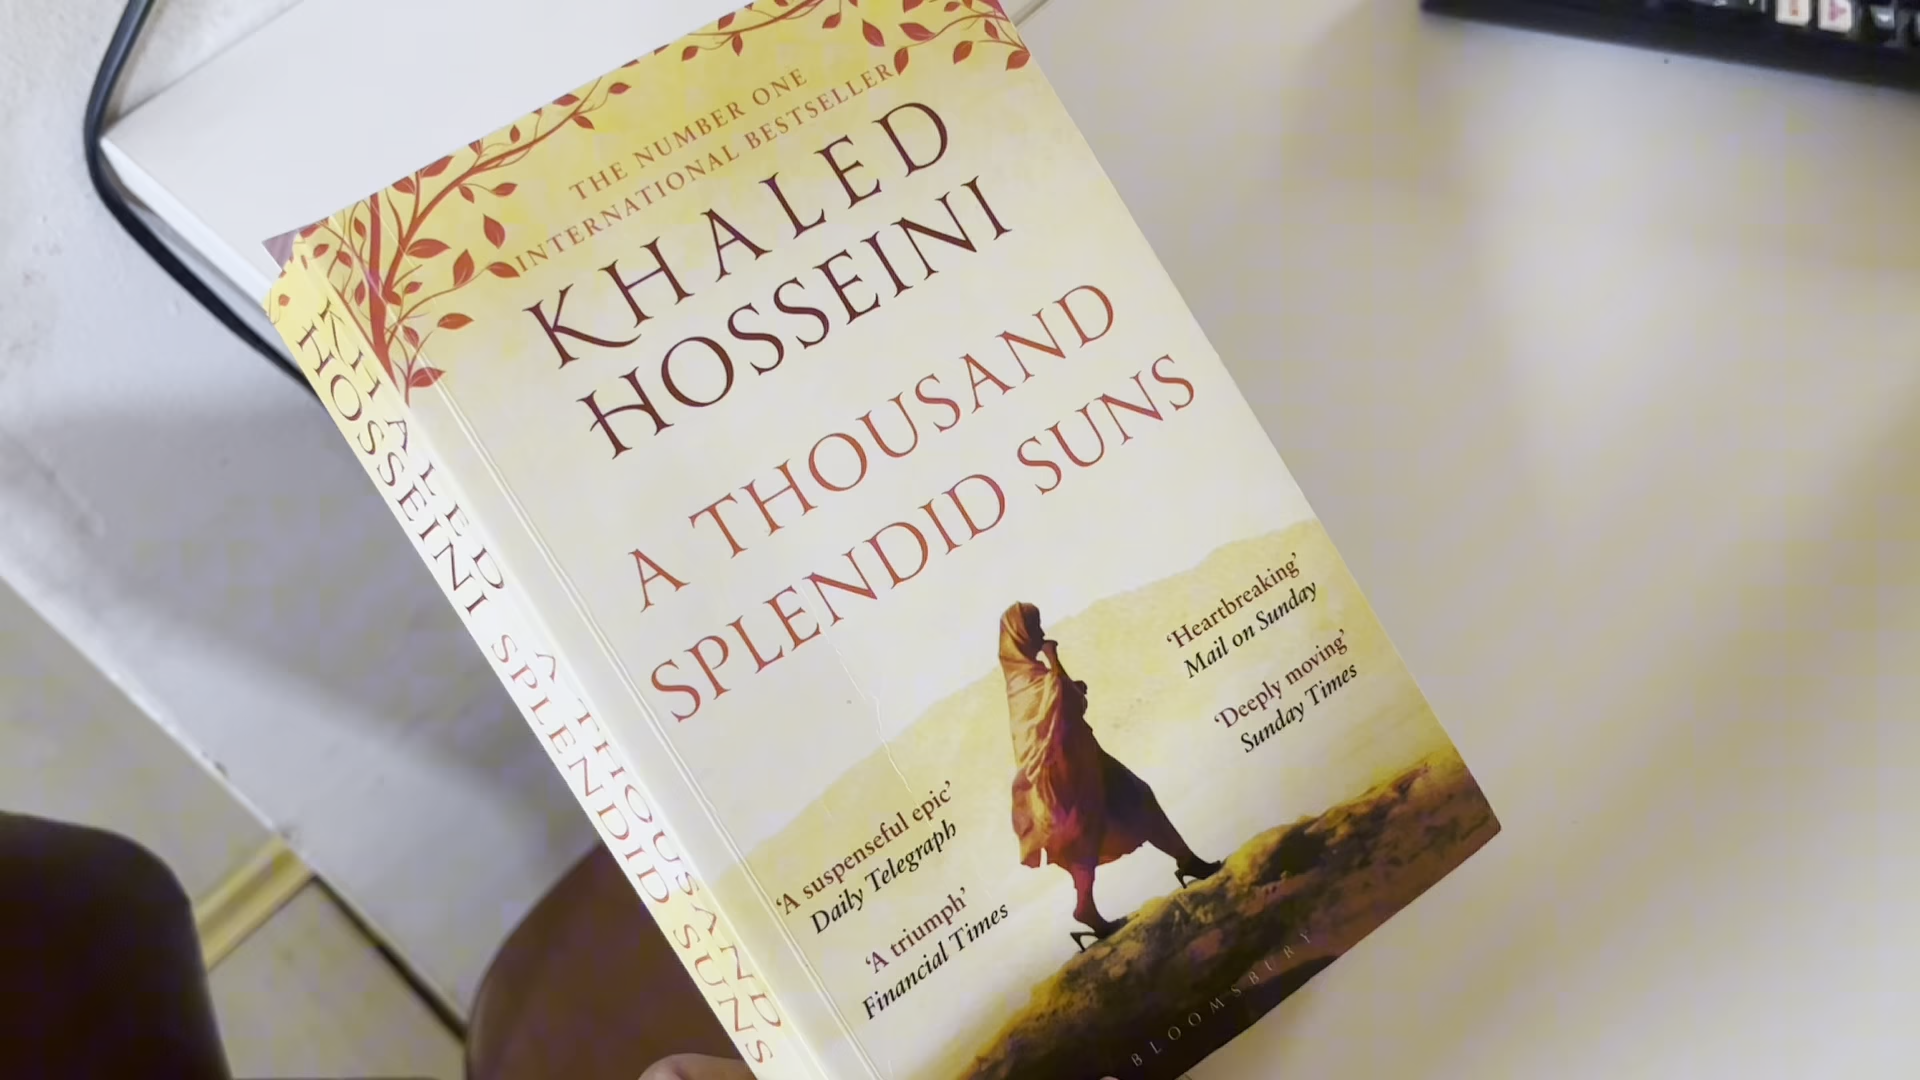 THE NUMBER ONE
INTERNATIONAL BESTSELLER
KHALED
HOSSEINI
A THOUSAND
SPLENDID SUNS
'Heartbreaking'
Mail on Sunday
'Deeply moving'
Sunday Times
'A suspenseful epic'
Daily Telegraph
'A triumph'
Financial Times
BLOOMSBURY
KHALED
HOSSEINI
A THOUSAND
SPLENDID SUNS